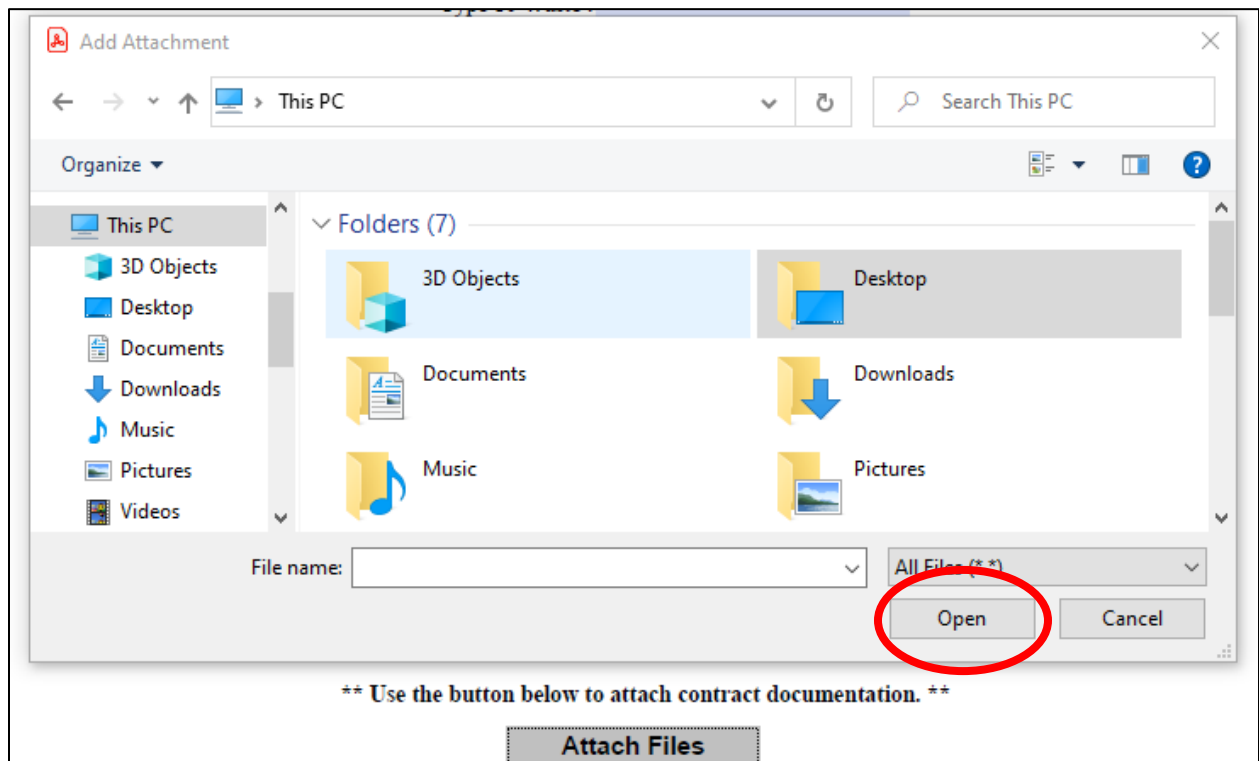 Add Attachment
This PC
Search This PC
Organize
This PC
3D Objects
Desktop
Documents
Downloads
Music
Pictures
Videos
Folders (7)
3D Objects
Desktop
Documents
Downloads
Music
Pictures
File name:
All Files (*.*)
Open
Cancel
** Use the button below to attach contract documentation. **
Attach Files